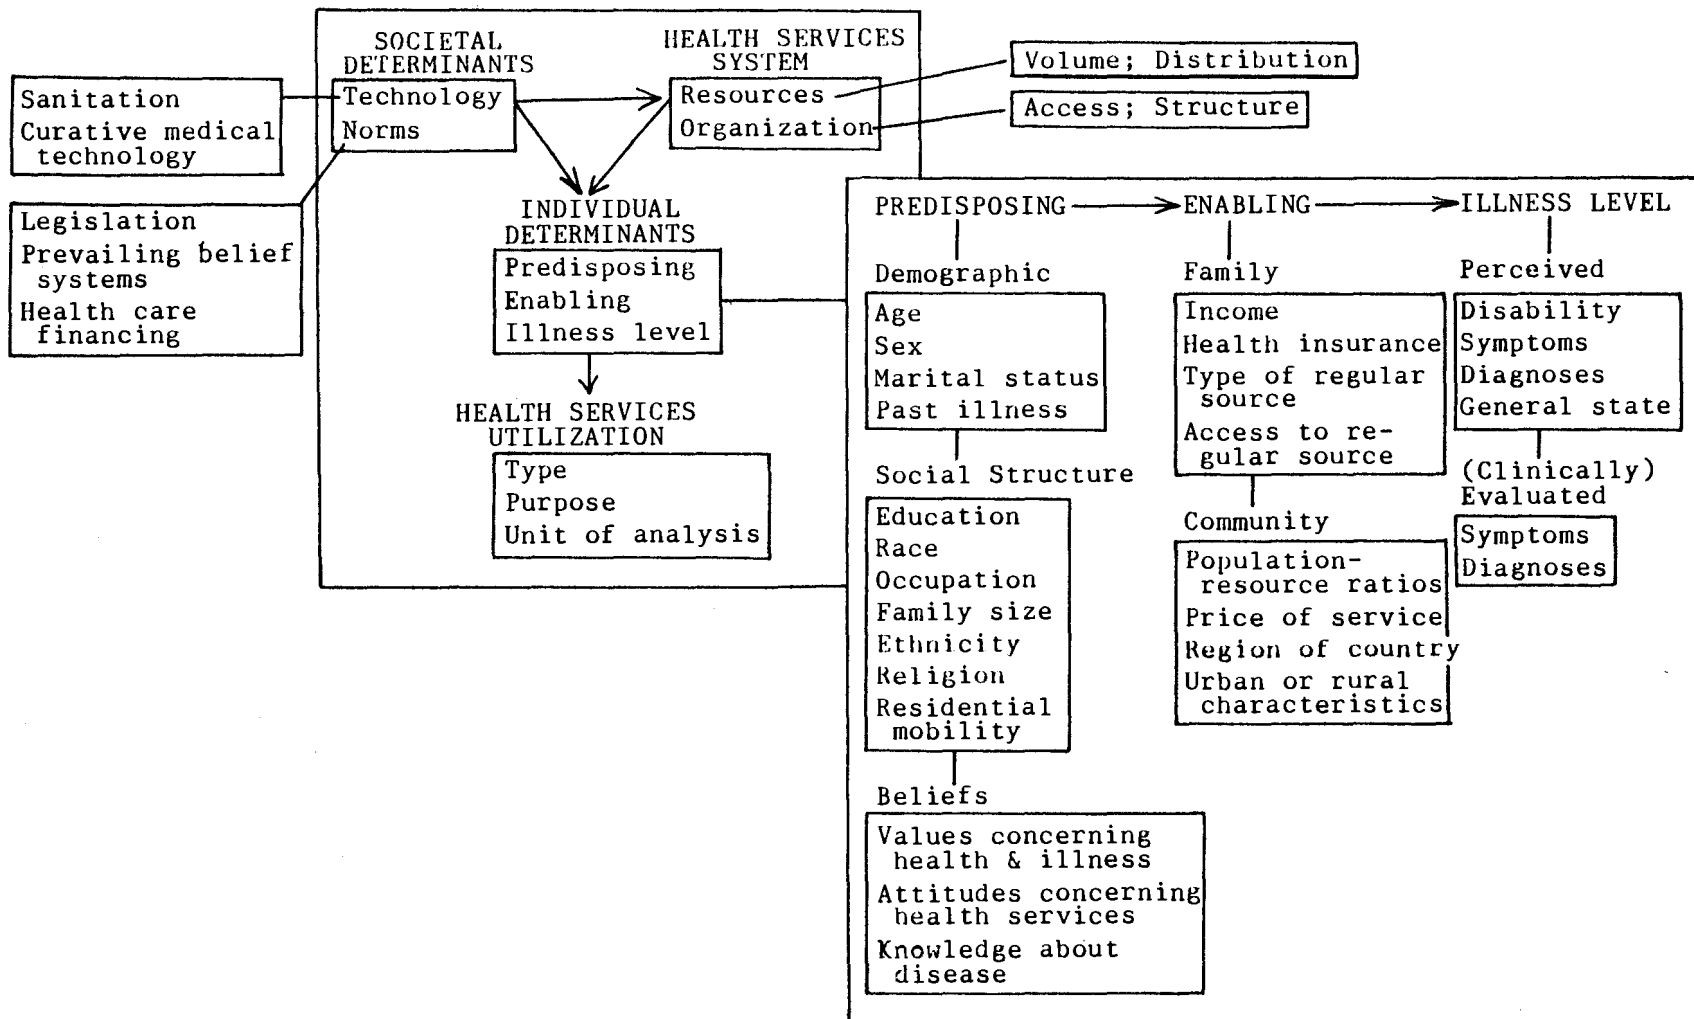 SOCIETAL
DETERMINANTS
Technology
Norms
HEALTH SERVICES
SYSTEM
Resources
Organization
Volume; Distribution
Access; Structure
Sanitation
Curative medical
technology
Legislation
Prevailing belief
systems
Health care
financing
INDIVIDUAL
DETERMINANTS
Predisposing
Enabling
Illness level
HEALTH SERVICES
UTILIZATION
Type
Purpose
Unit of analysis
PREDISPOSING
Demographic
Age
Sex
Marital status
Past illness
Social Structure
Education
Race
Occupation
Family size
Ethnicity
Religion
Residential
mobility
Beliefs
Values concerning
health & illness
Attitudes concerning
health services
Knowledge about
disease
ENABLING
Family
Income
Health insurance
Type of regular
source
Access to re-
gular source
Community
Population-
resource ratios
Price of service
Region of country
Urban or rural
characteristics
ILLNESS LEVEL
Perceived
Disability
Symptoms
Diagnoses
General state
(Clinically)
Evaluated
Symptoms
Diagnoses